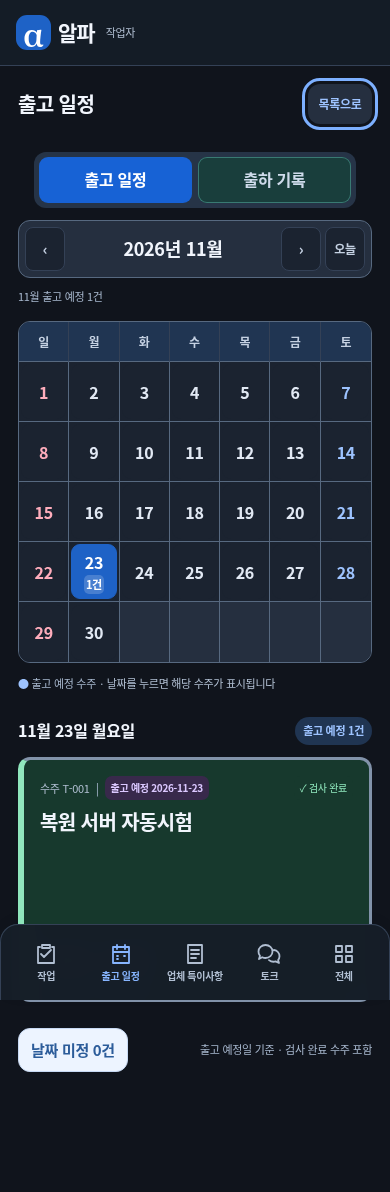 α 알파 작업자
출고 일정 목록으로
출고 일정 출하 기록
‹ 2026년 11월 › 오늘
11월 출고 예정 1건
일 월 화 수 목 금 토
1 2 3 4 5 6 7
8 9 10 11 12 13 14
15 16 17 18 19 20 21
22 23 24 25 26 27 28
1건
29 30
출고 예정 수주 · 날짜를 누르면 해당 수주가 표시됩니다
11월 23일 월요일 출고 예정 1건
수주 T-001 | 출고 예정 2026-11-23 ✓ 검사 완료
복원 서버 자동시험
작업 출고 일정 업체 특이사항 토크 전체
날짜 미정 0건 출고 예정일 기준 · 검사 완료 수주 포함